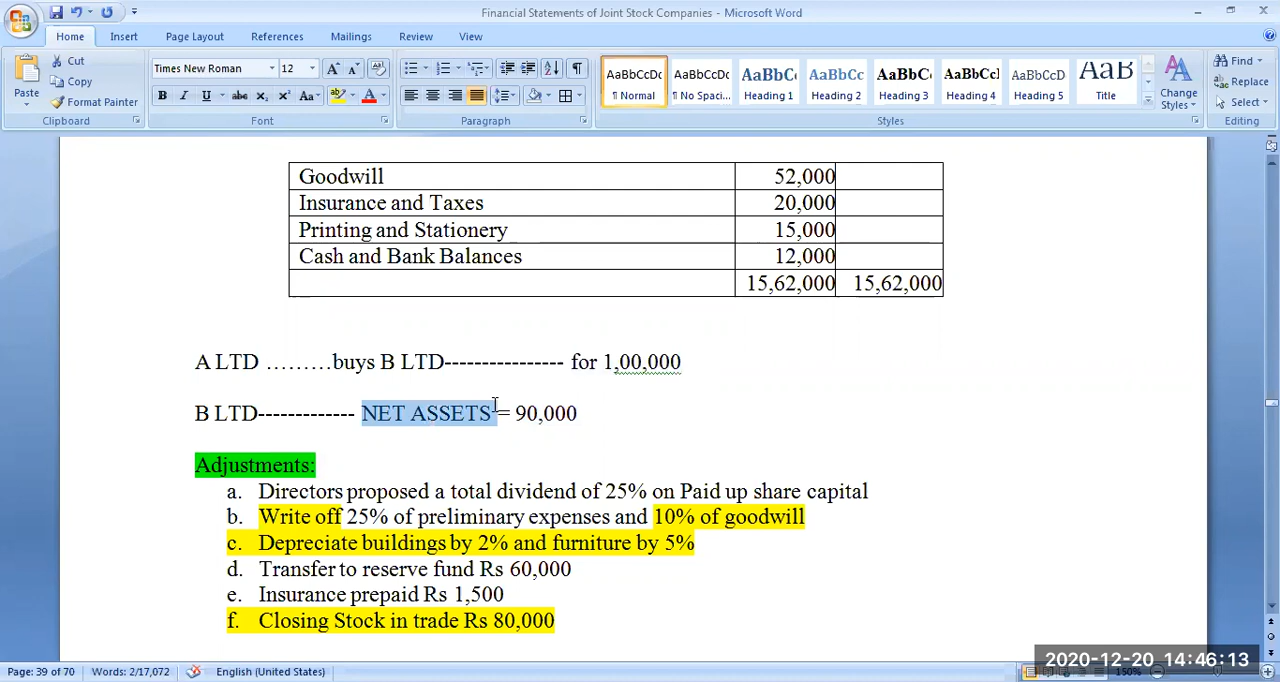 Financial Statements of Joint Stock Companies - Microsoft Word
Home Insert Page Layout References Mailings Review View
Paste Cut Copy Format Painter Clipboard
Times New Roman 12 Font
Paragraph
AaBbCcDc ¶ Normal AaBbCcDc ¶ No Spaci... AaBbC Heading 1 AaBbCc Heading 2 AaBbCc Heading 3 AaBbCcl Heading 4 AaBbCcD Heading 5 AaBb Title Change Styles Styles
Find Replace Select Editing
Goodwill 52,000
Insurance and Taxes 20,000
Printing and Stationery 15,000
Cash and Bank Balances 12,000
15,62,000 15,62,000
A LTD .........buys B LTD---------------- for 1,00,000
B LTD------------- NET ASSETS = 90,000
Adjustments:
a. Directors proposed a total dividend of 25% on Paid up share capital
b. Write off 25% of preliminary expenses and 10% of goodwill
c. Depreciate buildings by 2% and furniture by 5%
d. Transfer to reserve fund Rs 60,000
e. Insurance prepaid Rs 1,500
f. Closing Stock in trade Rs 80,000
2020-12-20 14:46:13
Page: 39 of 70 Words: 2/17,072 English (United States) 150%